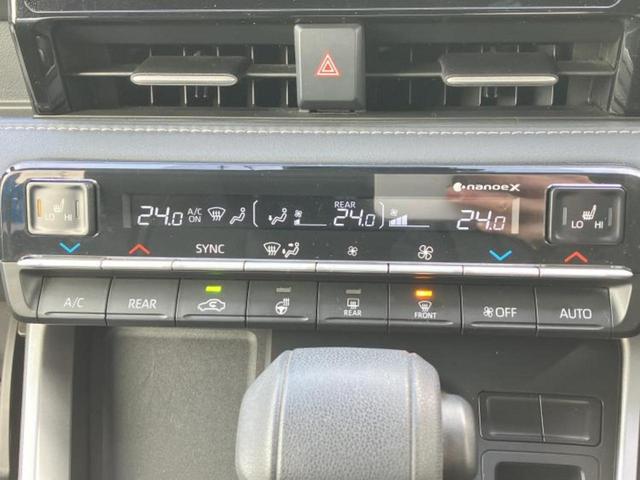 nanoeX
LO HI
24.0 A/C ON REAR 24.0 24.0
LO HI
SYNC
A/C REAR REAR FRONT OFF AUTO